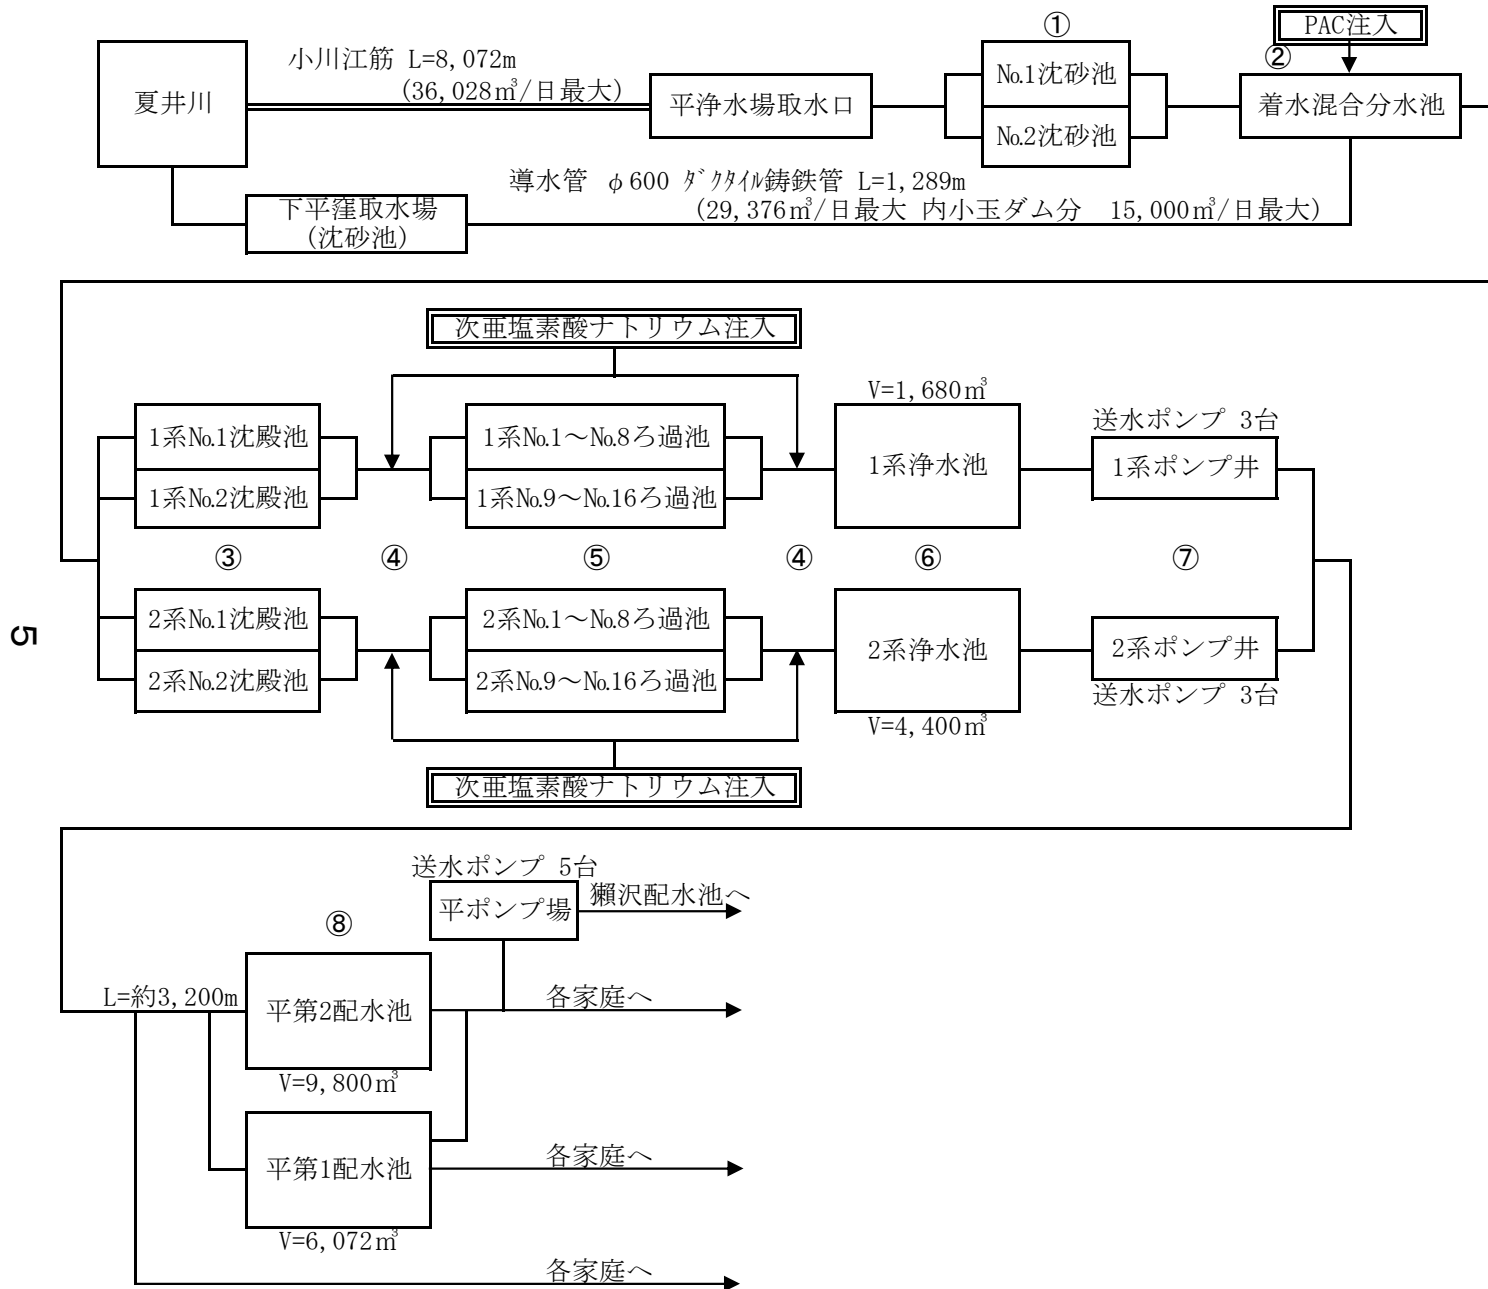 ①
PAC注入
小川江筋 L=8,072m
②
(36,028㎥/日最大)
№1沈砂池
夏井川
平浄水場取水口
着水混合分水池
№2沈砂池
導水管 φ600 ﾀﾞｸﾀｲﾙ鋳鉄管 L=1,289m
下平窪取水場
(29,376㎥/日最大 内小玉ダム分 15,000㎥/日最大)
(沈砂池)
次亜塩素酸ナトリウム注入
V=1,680㎥
送水ポンプ 3台
1系№1沈殿池
1系№1～№8ろ過池
1系浄水池
1系ポンプ井
1系№2沈殿池
1系№9～№16ろ過池
③
④
⑤
④
⑥
⑦
2系№1沈殿池
2系№1～№8ろ過池
5
2系浄水池
2系ポンプ井
2系№2沈殿池
2系№9～№16ろ過池
送水ポンプ 3台
V=4,400㎥
次亜塩素酸ナトリウム注入
送水ポンプ 5台
獺沢配水池へ
平ポンプ場
⑧
L=約3,200m
各家庭へ
平第2配水池
V=9,800㎥
各家庭へ
平第1配水池
V=6,072㎥
各家庭へ